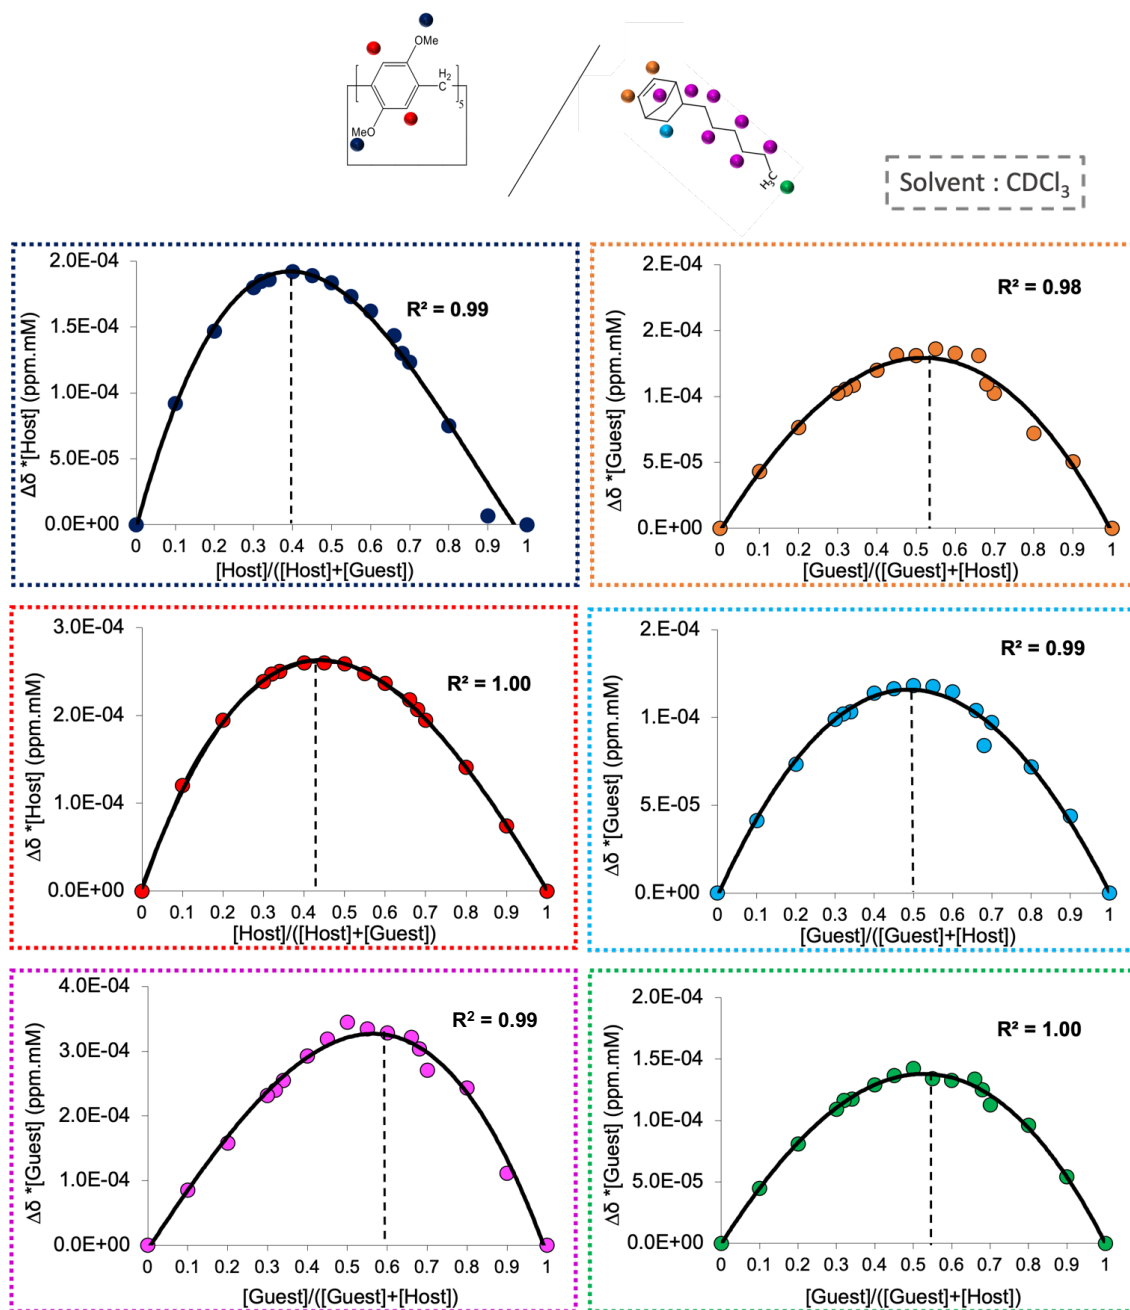 OMe
H2
C
5
MeO
H3C
Solvent : CDCl3
2.0E-04
1.5E-04
1.0E-04
5.0E-05
0.0E+00
Δδ *[Host] (ppm.mM)
R² = 0.99
0 0.1 0.2 0.3 0.4 0.5 0.6 0.7 0.8 0.9 1
[Host]/([Host]+[Guest])
2.E-04
2.E-04
1.E-04
5.E-05
0.E+00
Δδ *[Guest] (ppm.mM)
R² = 0.98
0 0.1 0.2 0.3 0.4 0.5 0.6 0.7 0.8 0.9 1
[Guest]/([Guest]+[Host])
3.0E-04
2.0E-04
1.0E-04
0.0E+00
Δδ *[Host] (ppm.mM)
R² = 1.00
0 0.1 0.2 0.3 0.4 0.5 0.6 0.7 0.8 0.9 1
[Host]/([Host]+[Guest])
2.E-04
1.E-04
5.E-05
0.E+00
Δδ *[Guest] (ppm.mM)
R² = 0.99
0 0.1 0.2 0.3 0.4 0.5 0.6 0.7 0.8 0.9 1
[Guest]/([Guest]+[Host])
4.0E-04
3.0E-04
2.0E-04
1.0E-04
0.0E+00
Δδ *[Guest] (ppm.mM)
R² = 0.99
0 0.1 0.2 0.3 0.4 0.5 0.6 0.7 0.8 0.9 1
[Guest]/([Guest]+[Host])
2.0E-04
1.5E-04
1.0E-04
5.0E-05
0.0E+00
Δδ *[Guest] (ppm.mM)
R² = 1.00
0 0.1 0.2 0.3 0.4 0.5 0.6 0.7 0.8 0.9 1
[Guest]/([Guest]+[Host])